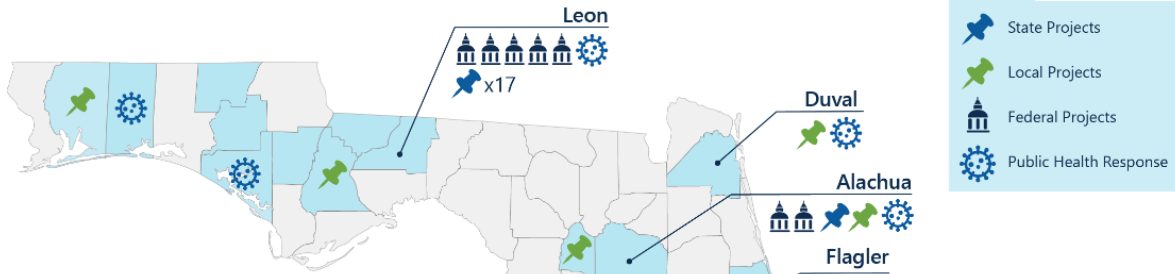 Leon
x17
Duval
Alachua
Flagler
State Projects
Local Projects
Federal Projects
Public Health Response